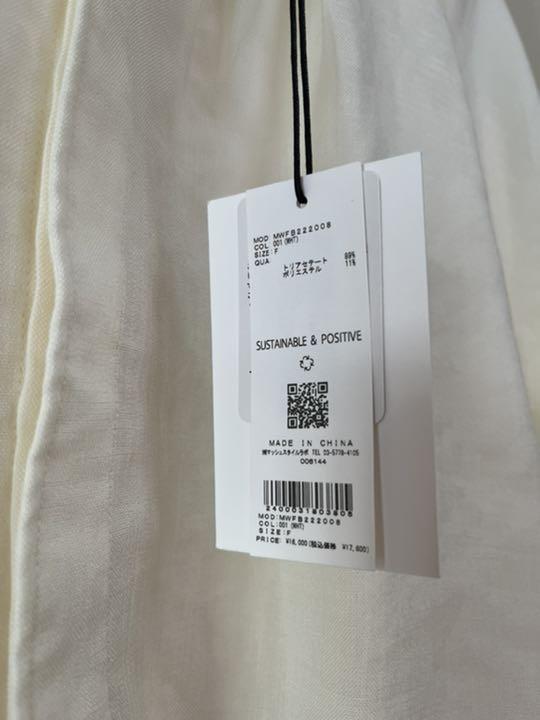 MOD MWFB222008
COL 001(WHT)
SIZE:F
QUA
トリアセテート 89%
ポリエステル 11%
SUSTAINABLE & POSITIVE
MADE IN CHINA
㈱マッシュスタイルラボ TEL 03-5778-4105
006144
2400031803805
MOD:MWFB222008
COL:001(WHT)
SIZE:F
PRICE: ¥16,000(税込価格 ¥17,600)